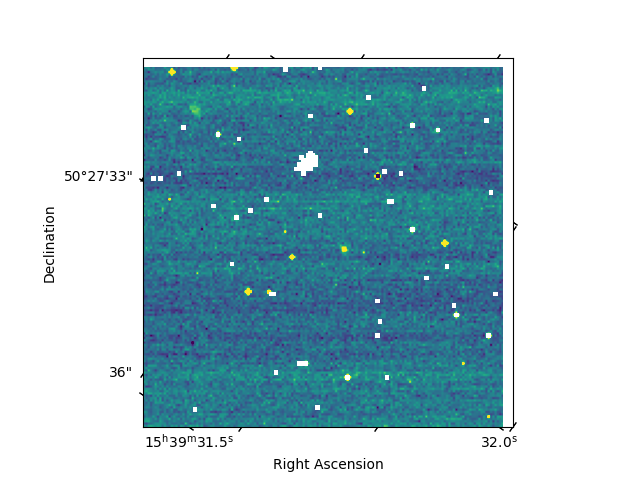 50°27'33"
Declination
36"
15ʰ39ᵐ31.5ˢ
32.0ˢ
Right Ascension